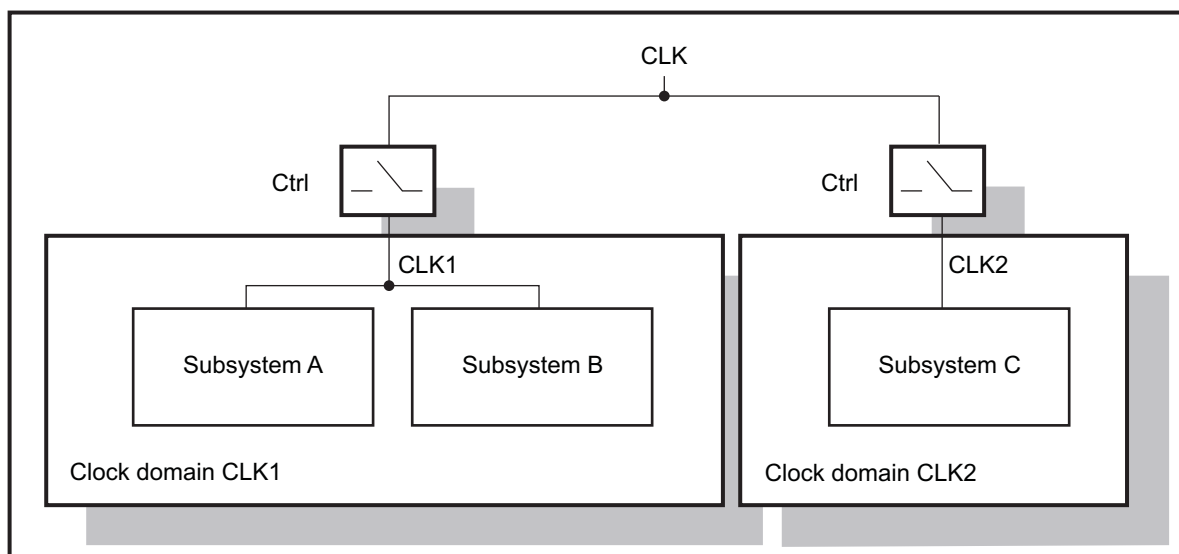 CLK
Ctrl
Ctrl
CLK1
CLK2
Subsystem A
Subsystem B
Subsystem C
Clock domain CLK1
Clock domain CLK2